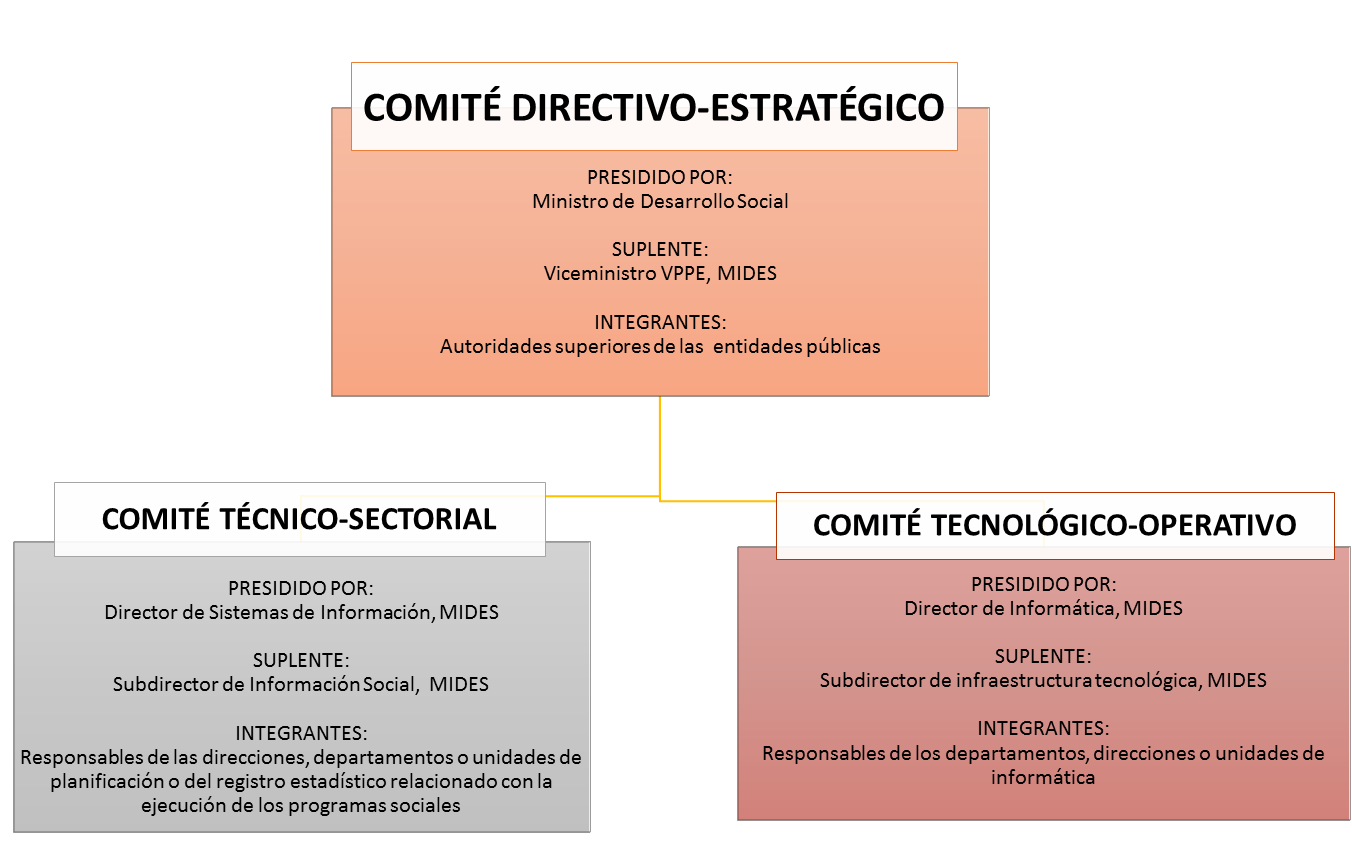 COMITÉ DIRECTIVO-ESTRATÉGICO
PRESIDIDO POR:
Ministro de Desarrollo Social
SUPLENTE:
Viceministro VPPE, MIDES
INTEGRANTES:
Autoridades superiores de las entidades públicas
COMITÉ TÉCNICO-SECTORIAL
PRESIDIDO POR:
Director de Sistemas de Información, MIDES
SUPLENTE:
Subdirector de Información Social, MIDES
INTEGRANTES:
Responsables de las direcciones, departamentos o unidades de
planificación o del registro estadístico relacionado con la
ejecución de los programas sociales
COMITÉ TECNOLÓGICO-OPERATIVO
PRESIDIDO POR:
Director de Informática, MIDES
SUPLENTE:
Subdirector de infraestructura tecnológica, MIDES
INTEGRANTES:
Responsables de los departamentos, direcciones o unidades de
informática